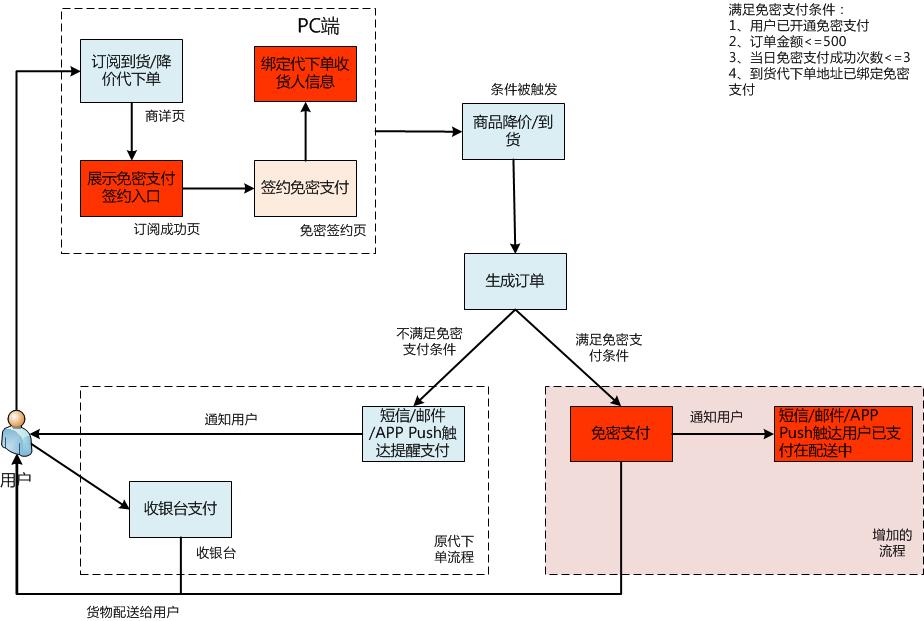 PC端
满足免密支付条件：
1、用户已开通免密支付
2、订单金额<=500
3、当日免密支付成功次数<=3
4、到货代下单地址已绑定免密
支付
订阅到货/降
价代下单
绑定代下单收
货人信息
商详页
条件被触发
商品降价/到
货
展示免密支付
签约入口
签约免密支付
订阅成功页
免密签约页
生成订单
不满足免密
支付条件
满足免密支
付条件
通知用户
短信/邮件
/APP Push触
达提醒支付
免密支付
通知用户
短信/邮件/APP
Push触达用户已支
付在配送中
用户
收银台支付
收银台
原代下
单流程
增加的
流程
货物配送给用户